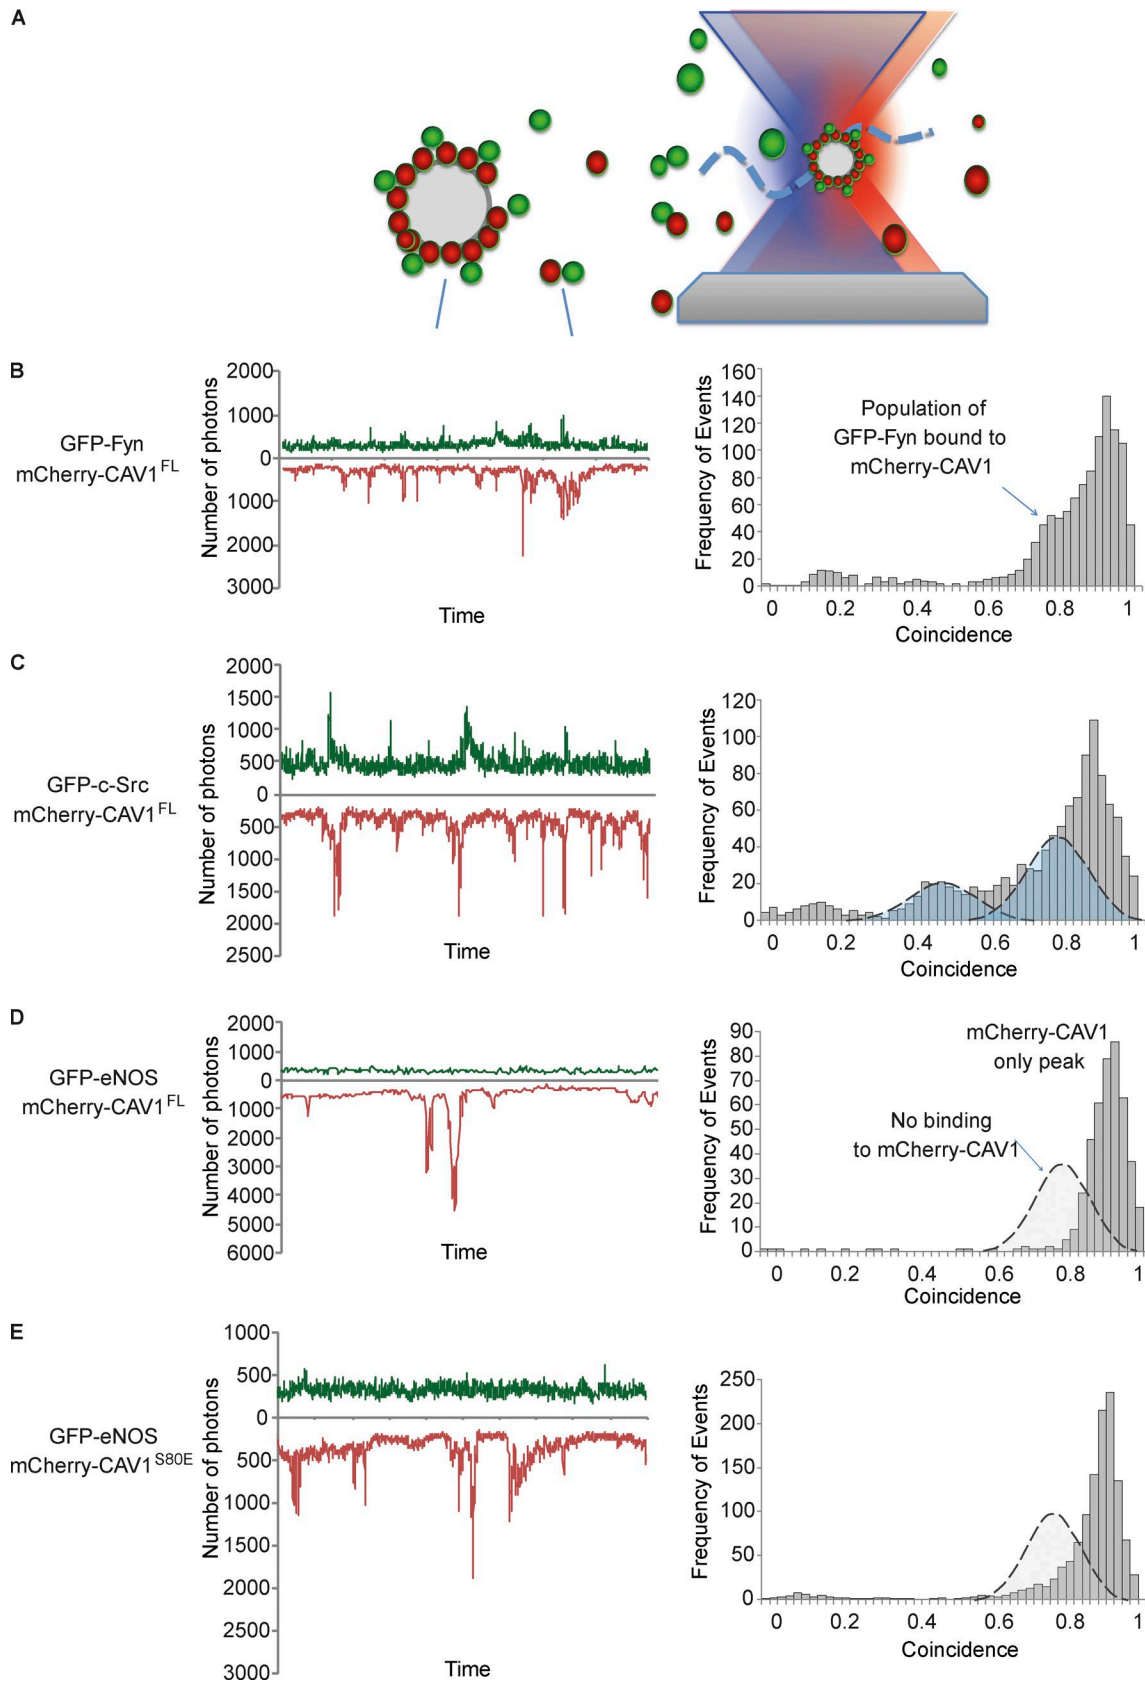 A
B
GFP-Fyn
mCherry-CAV1FL
Number of photons
2000
1000
0
1000
2000
3000
Time
Frequency of Events
160
140
120
100
80
60
40
20
0
Population of
GFP-Fyn bound to
mCherry-CAV1
0 0.2 0.4 0.6 0.8 1
Coincidence
C
GFP-c-Src
mCherry-CAV1FL
Number of photons
2000
1500
1000
500
0
500
1000
1500
2000
2500
Time
Frequency of Events
120
100
80
60
40
20
0
0 0.2 0.4 0.6 0.8 1
Coincidence
D
GFP-eNOS
mCherry-CAV1FL
Number of photons
2000
1000
0
1000
2000
3000
4000
5000
6000
Time
Frequency of Events
90
80
70
60
50
40
30
20
10
0
mCherry-CAV1
only peak
No binding
to mCherry-CAV1
0 0.2 0.4 0.6 0.8 1
Coincidence
E
GFP-eNOS
mCherry-CAV1S80E
Number of photons
1000
500
0
500
1000
1500
2000
2500
3000
Time
Frequency of Events
250
200
150
100
50
0
0 0.2 0.4 0.6 0.8 1
Coincidence